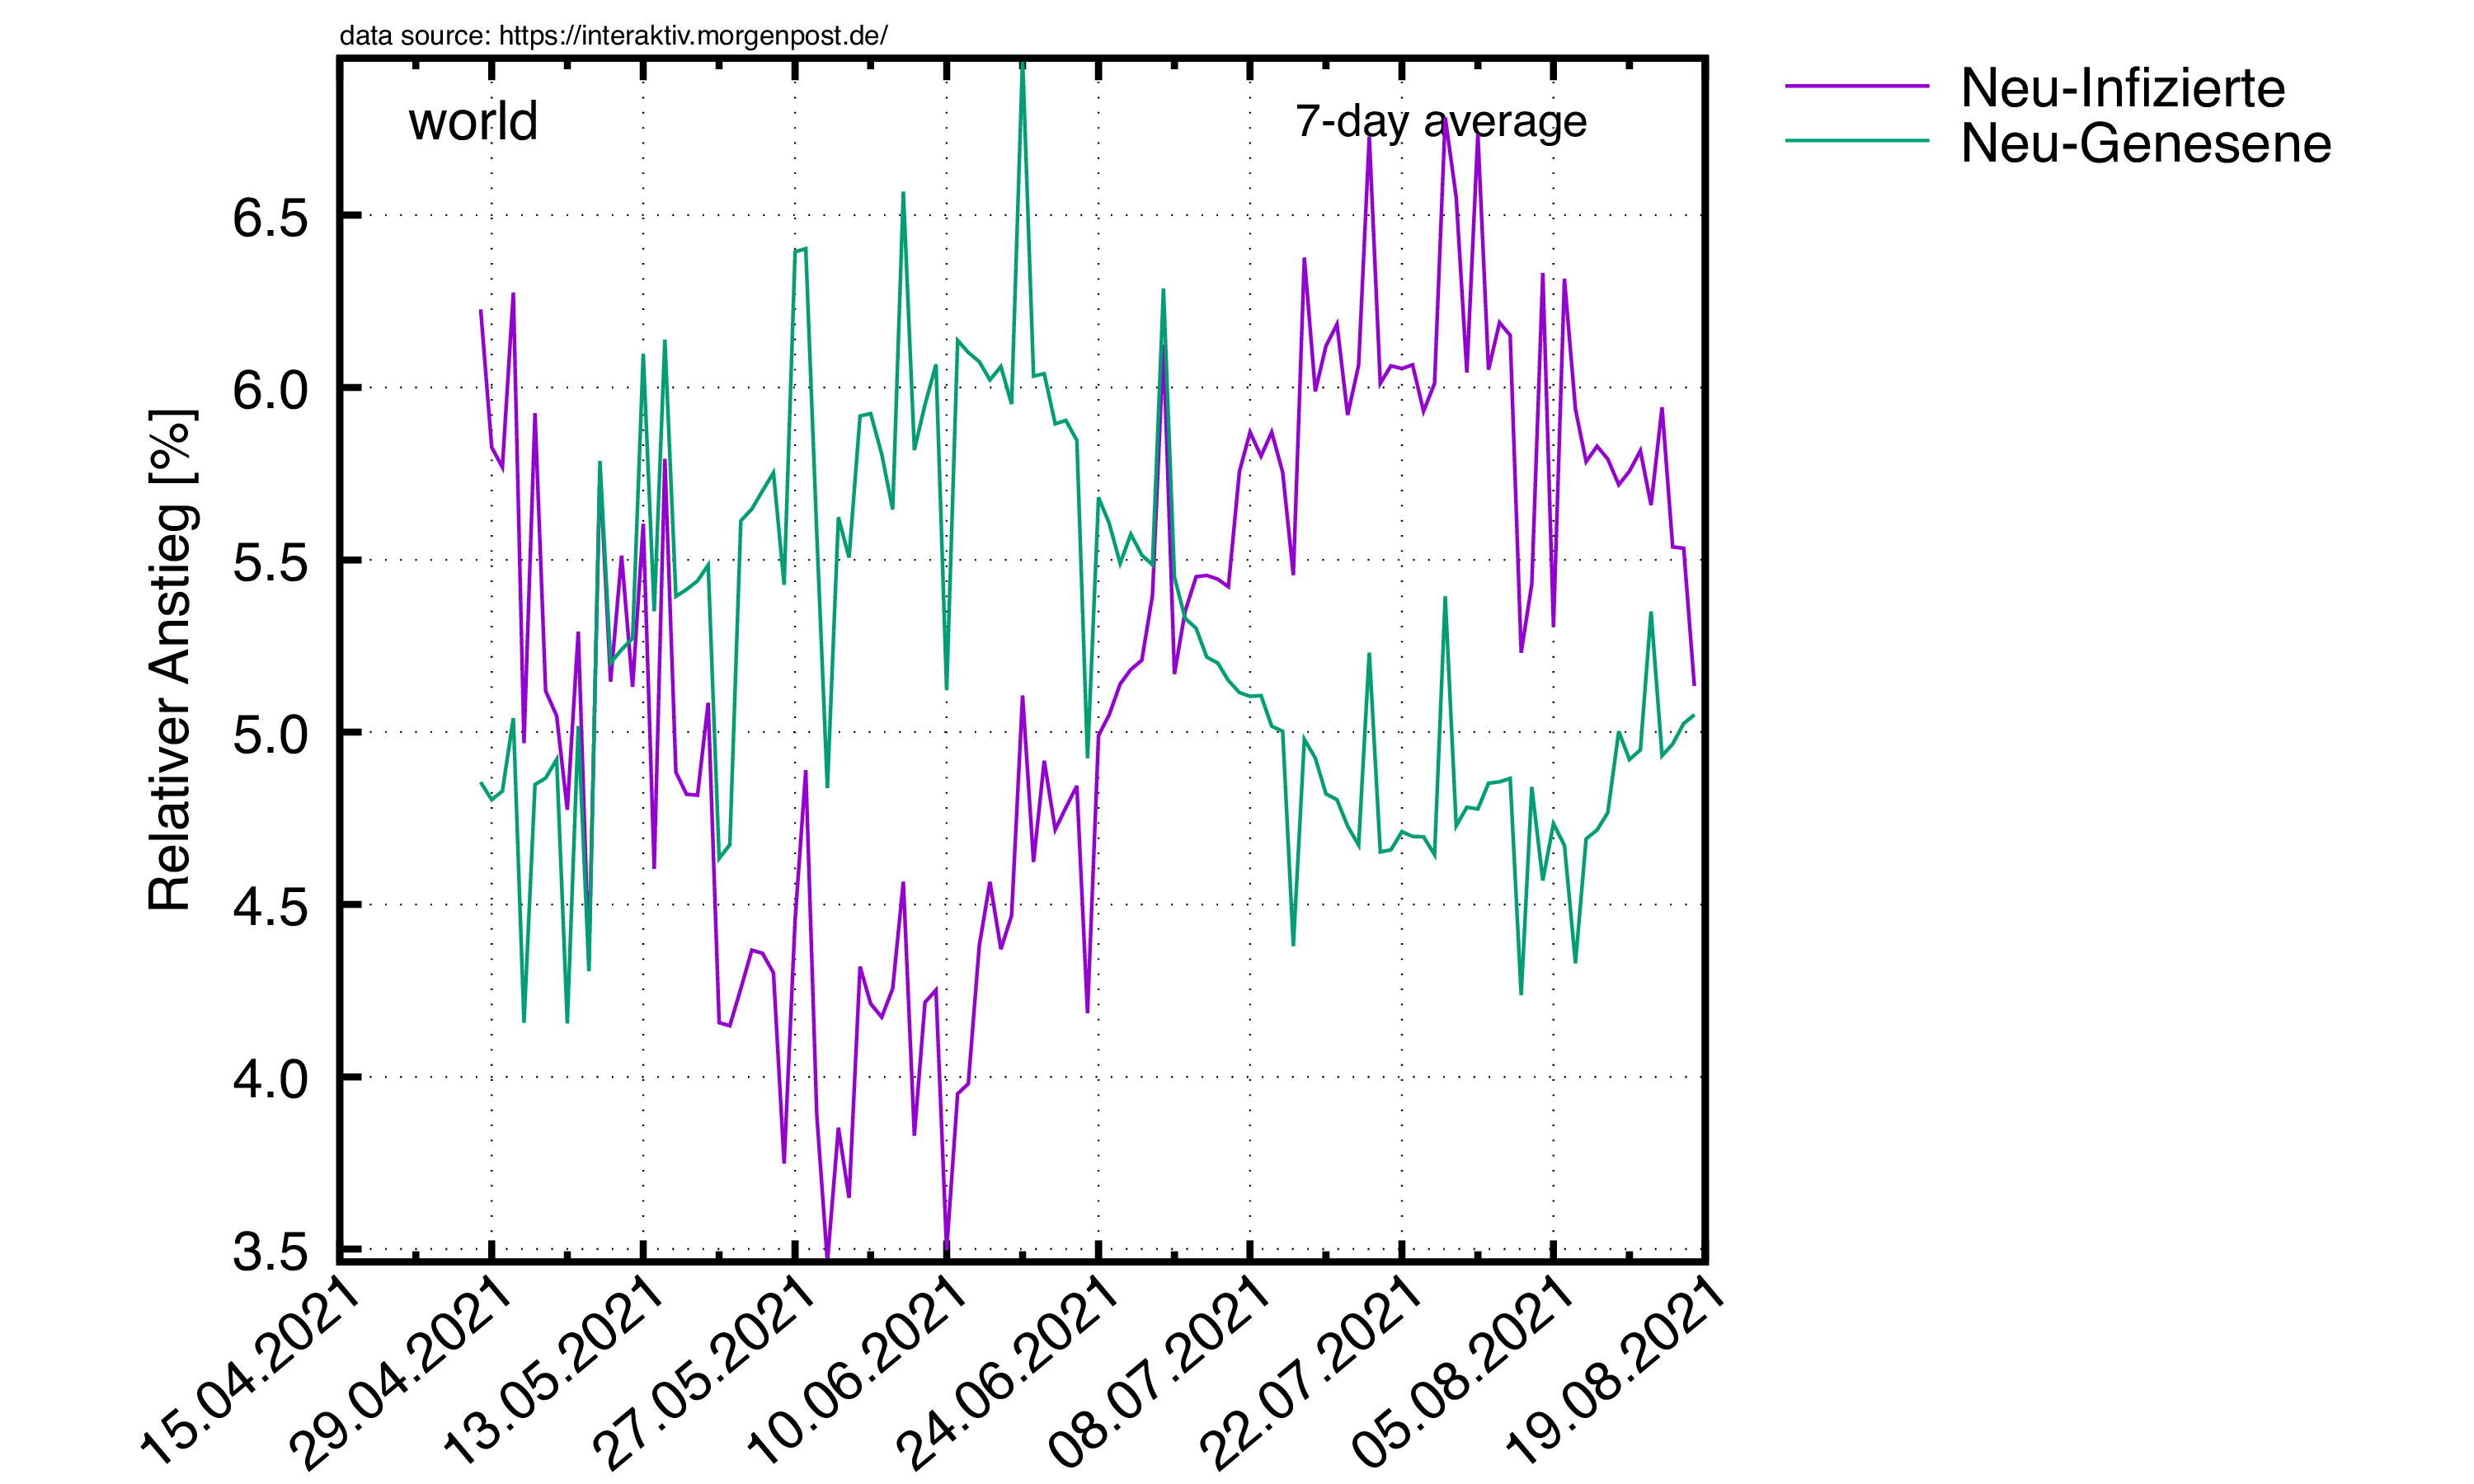 data source: https://interaktiv.morgenpost.de/
world
7-day average
Neu-Infizierte
Neu-Genesene
Relativer Anstieg [%]
6.5
6.0
5.5
5.0
4.5
4.0
3.5
15.04.2021
29.04.2021
13.05.2021
27.05.2021
10.06.2021
24.06.2021
08.07.2021
22.07.2021
05.08.2021
19.08.2021